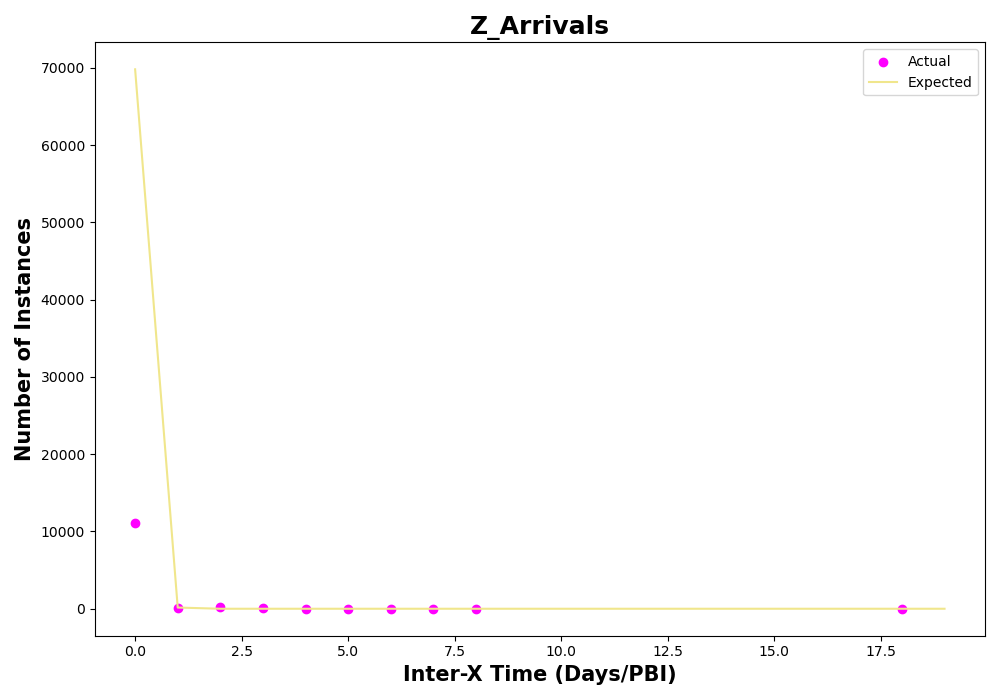 Z_Arrivals
Actual
Expected
Number of Instances
70000
60000
50000
40000
30000
20000
10000
0
0.0 2.5 5.0 7.5 10.0 12.5 15.0 17.5
Inter-X Time (Days/PBI)